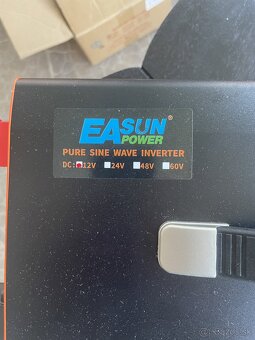 EASUN®
POWER
PURE SINE WAVE INVERTER
DC: 12V 24V 48V 60V